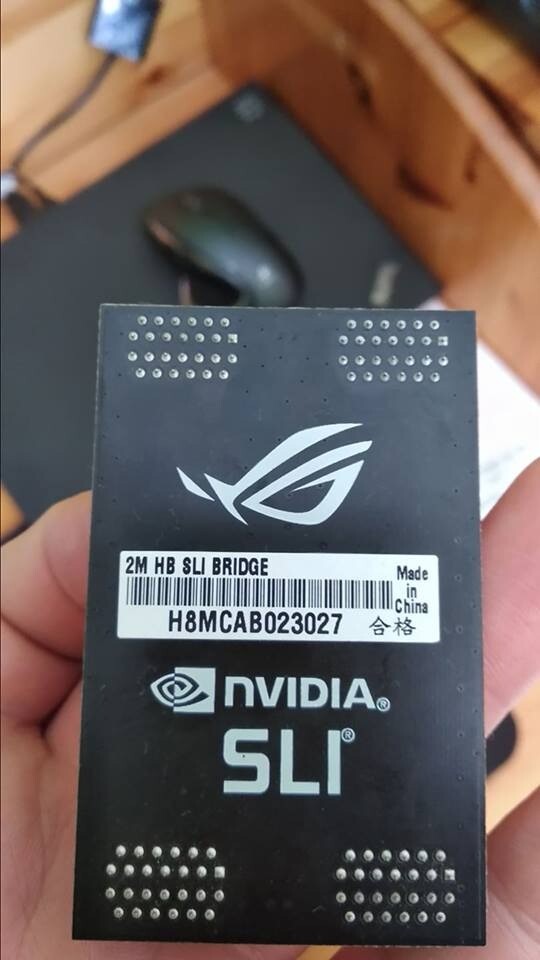 2M HB SLI BRIDGE
Made
in
China
H8MCAB023027
合格
NVIDIA®
SLI®